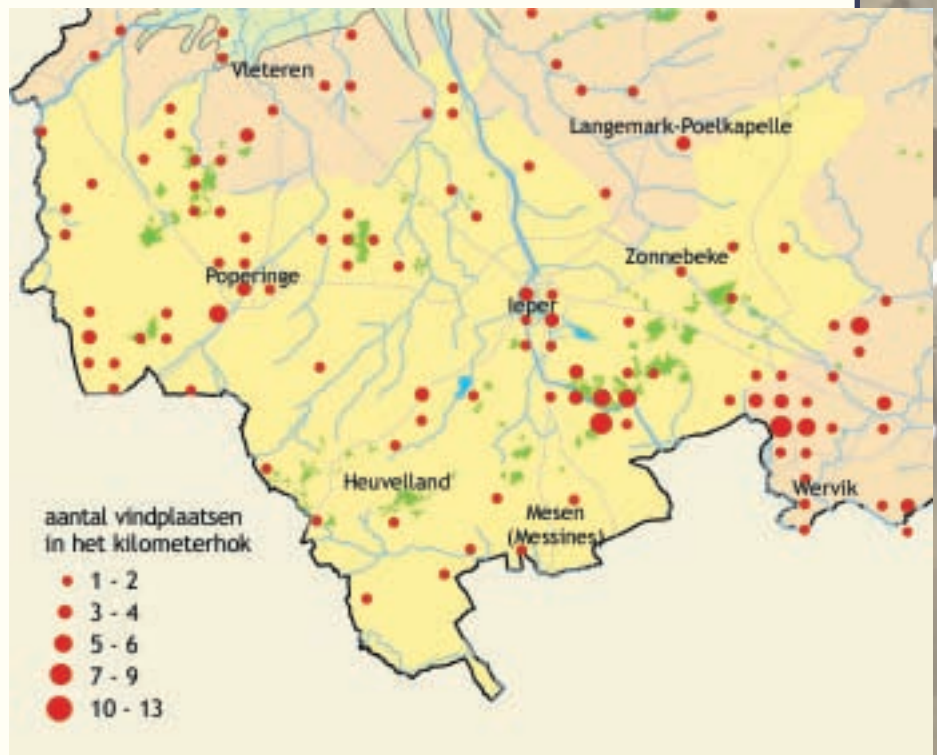 Vleteren
Langemark-Poelkapelle
Zonnebeke
Poperinge
Ieper
Heuvelland
Mesen
(Messines)
Wervik
aantal vindplaatsen
in het kilometerhok
1 - 2
3 - 4
5 - 6
7 - 9
10 - 13